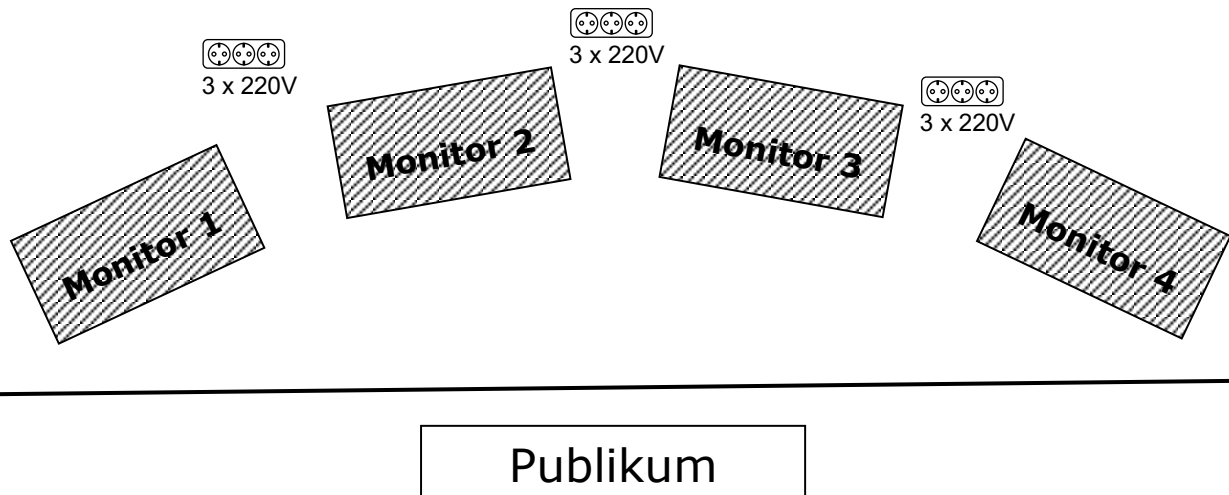 3 x 220V
3 x 220V
3 x 220V
Monitor 1
Monitor 2
Monitor 3
Monitor 4
Publikum